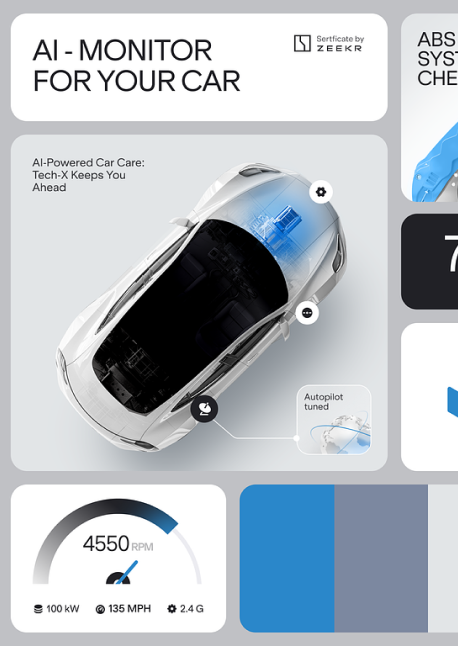 AI - MONITOR
FOR YOUR CAR
Sertficate by
ZEEKR
ABS
SYST
CHE
AI-Powered Car Care:
Tech-X Keeps You
Ahead
7
Autopilot
tuned
4550 RPM
100 kW
135 MPH
2.4 G